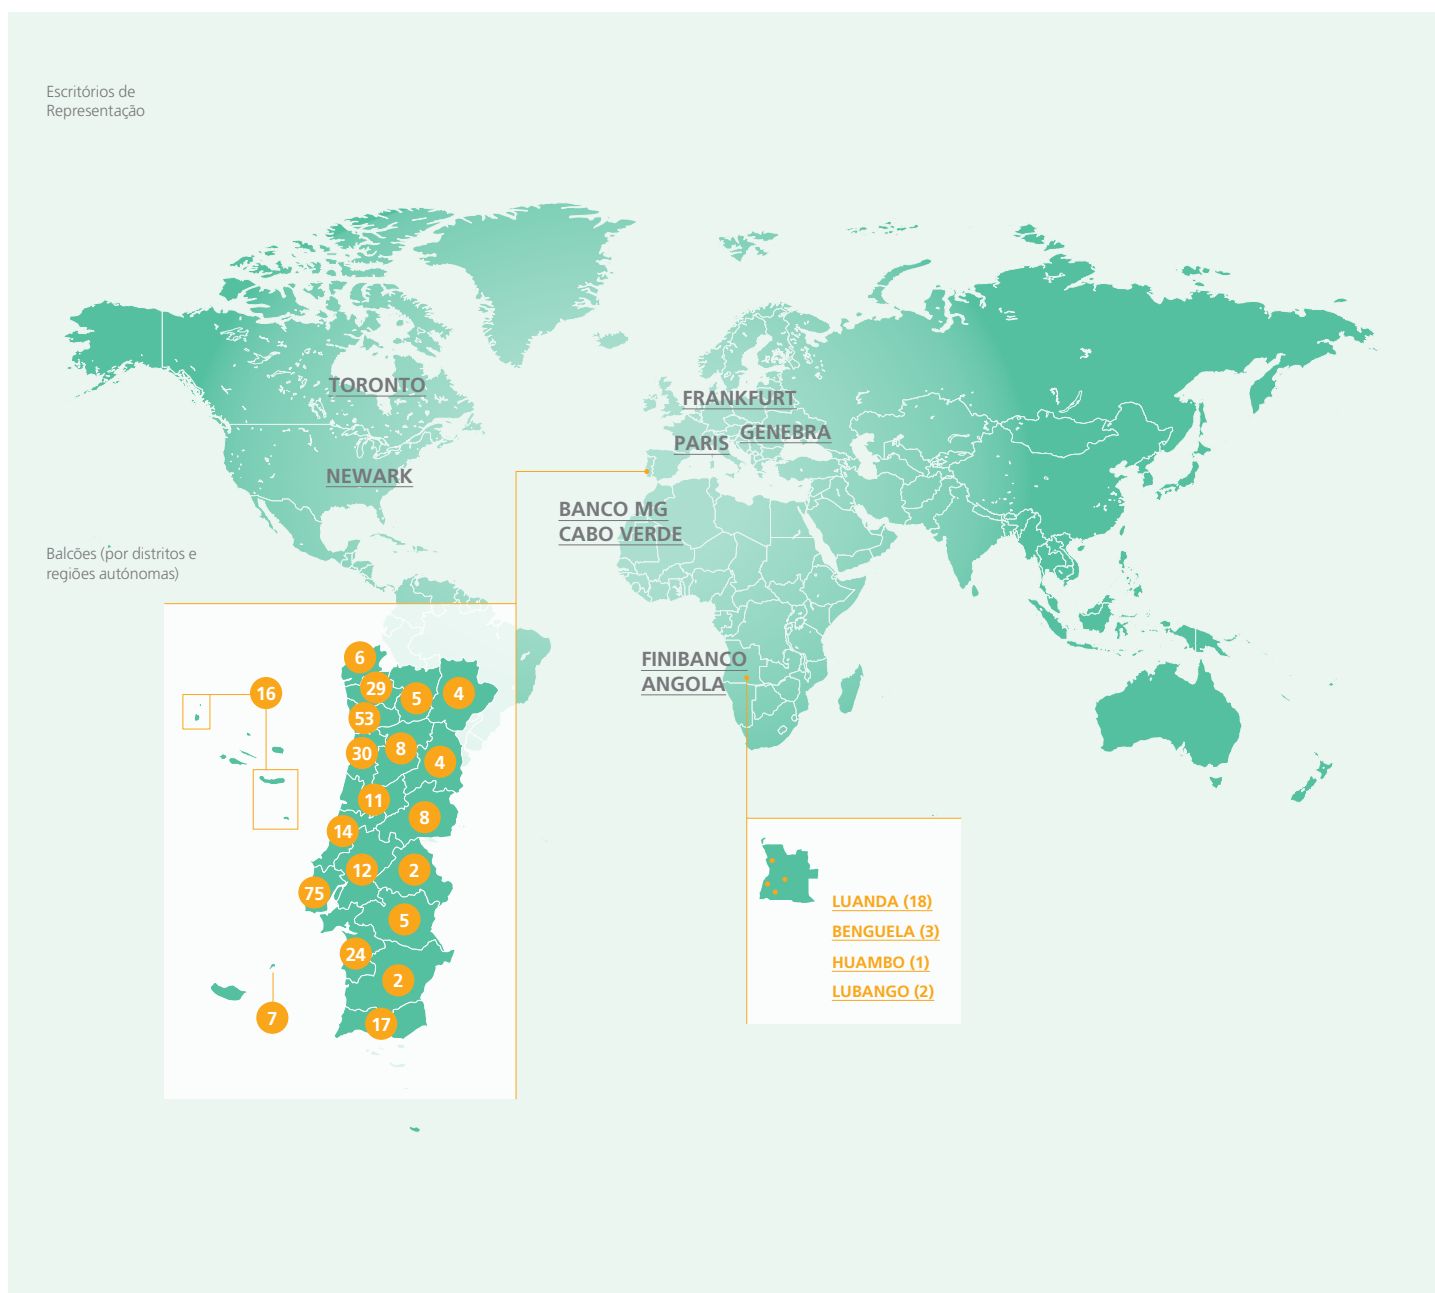 Escritórios de
Representação
TORONTO
FRANKFURT
GENEBRA
PARIS
NEWARK
BANCO MG
CABO VERDE
Balcões (por distritos e
regiões autónomas)
FINIBANCO
ANGOLA
6
29
5
4
16
53
30
8
4
11
8
14
12
2
75
5
24
2
7
17
LUANDA (18)
BENGUELA (3)
HUAMBO (1)
LUBANGO (2)